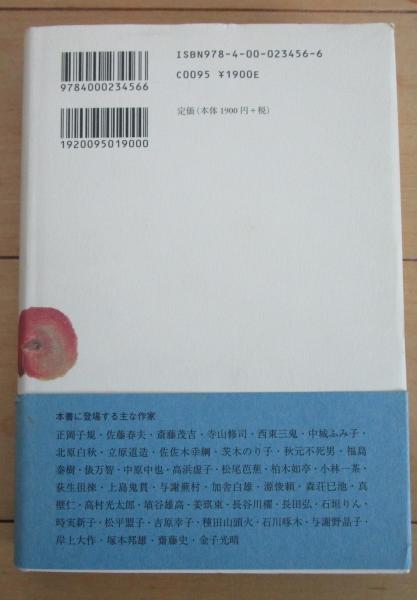 ISBN978-4-00-023456-6
C0095 ¥1900E
9784000234566
定価(本体 1900 円+税)
1920095019000
本書に登場する主な作家
正岡子規・佐藤春夫・斎藤茂吉・寺山修司・西東三鬼・中城ふみ子・
北原白秋・立原道造・佐佐木幸綱・茨木のり子・秋元不死男・福島
泰樹・俵万智・中原中也・高浜虚子・松尾芭蕉・柏木如亭・小林一茶・
荻生徂徠・上島鬼貫・与謝蕪村・加舎白雄・源俊頼・森荘已池・真
壁仁・高村光太郎・埴谷雄高・姜琪東・長谷川櫂・長田弘・石垣りん・
時実新子・松平盟子・吉原幸子・種田山頭火・石川啄木・与謝野晶子・
岸上大作・塚本邦雄・齋藤史・金子光晴